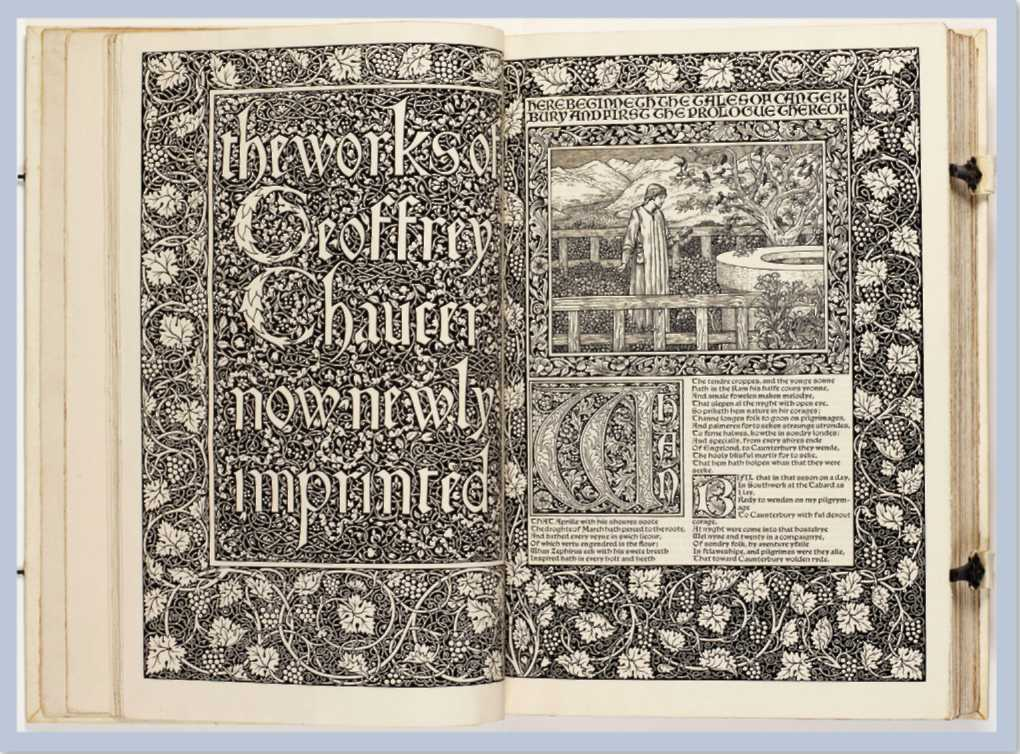 the works of
Geoffrey
Chaucer
now newly
imprinted
HERE BEGINNETH THE TALES OF CANTER-
BURY AND FIRST THE PROLOGUE THEREOF
WHAN
THAT Aprille with his shoures soote
The droghte of March hath perced to the roote,
And bathed every veyne in swich licour,
Of which vertu engendred is the flour;
Whan Zephirus eek with his swete breeth
Inspired hath in every holt and heeth
The tendre croppes, and the yonge sonne
Hath in the Ram his halfe cours yronne,
And smale foweles maken melodye,
That slepen al the nyght with open eye,
So priketh hem nature in hir corages;
Thanne longen folk to goon on pilgrimages,
And palmeres for to seken straunge strondes,
To ferne halwes, kowthe in sondry londes;
And specially, from every shires ende
Of Engelond, to Caunterbury they wende,
The hooly blisful martir for to seke,
That hem hath holpen whan that they were
seeke.
BIFIL that in that seson on a day,
In Southwerk at the Tabard as
I lay,
Redy to wenden on my pilgrym-
age
To Caunterbury with ful devout
corage,
At nyght were come into that hostelrye
Wel nyne and twenty in a compaignye,
Of sondry folk, by aventure yfalle
In felaweshipe, and pilgrimes were they alle,
That toward Caunterbury wolden ryde.